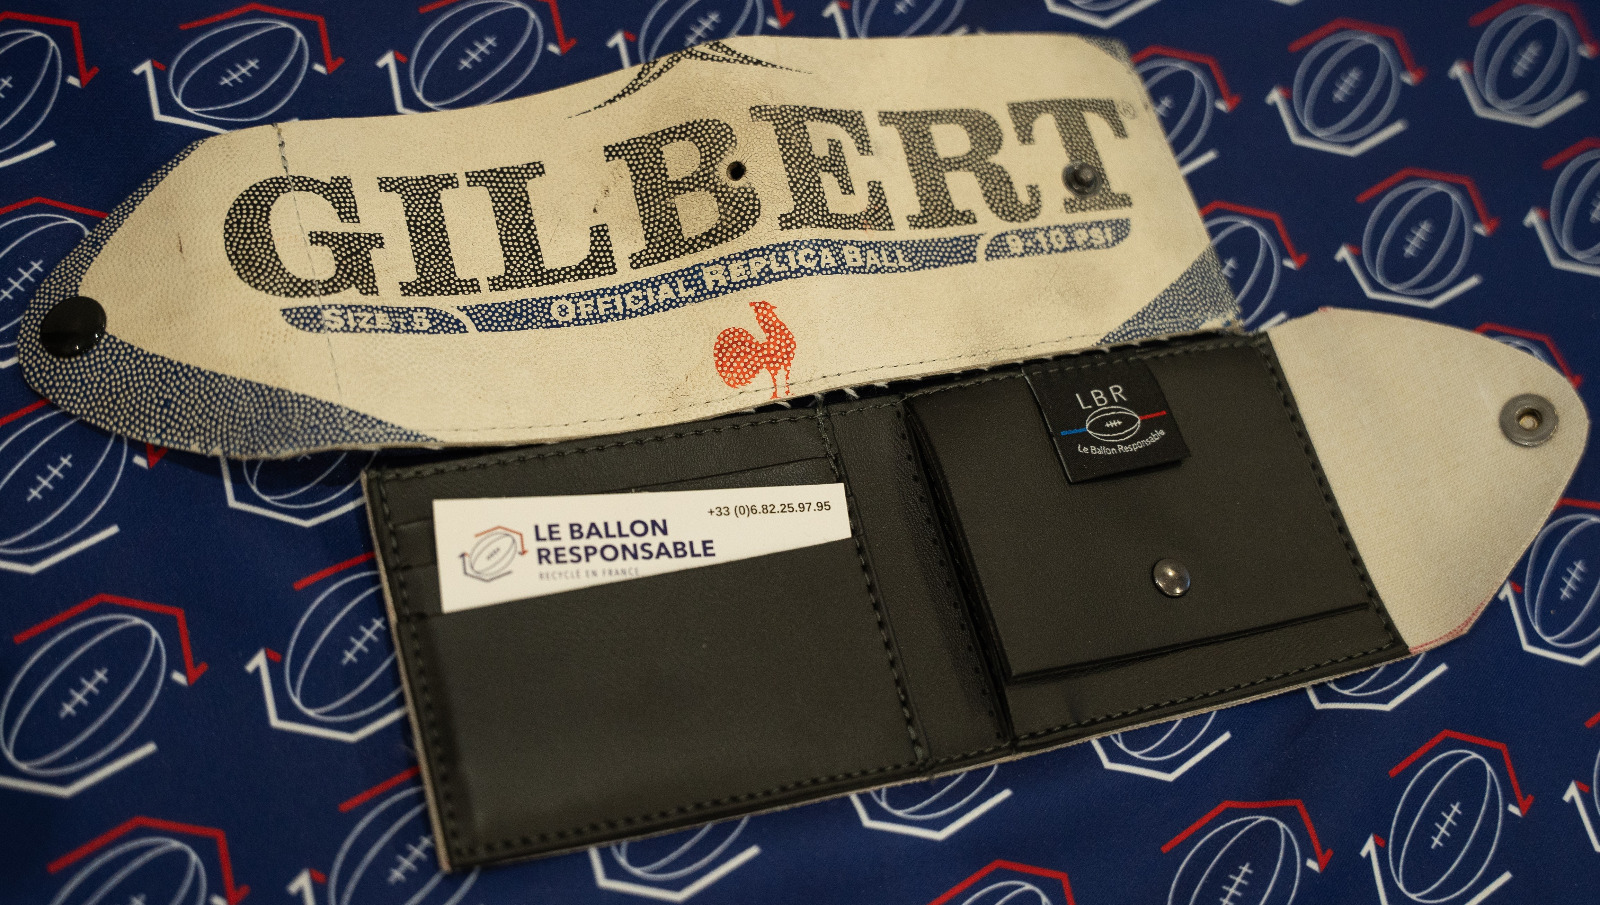 GILBERT®
SIZE: 5 OFFICIAL REPLICA BALL 9-10 PSI
LBR
Le Ballon Responsable
+33 (0)6.82.25.97.95
LE BALLON
RESPONSABLE
RECYCLÉ EN FRANCE